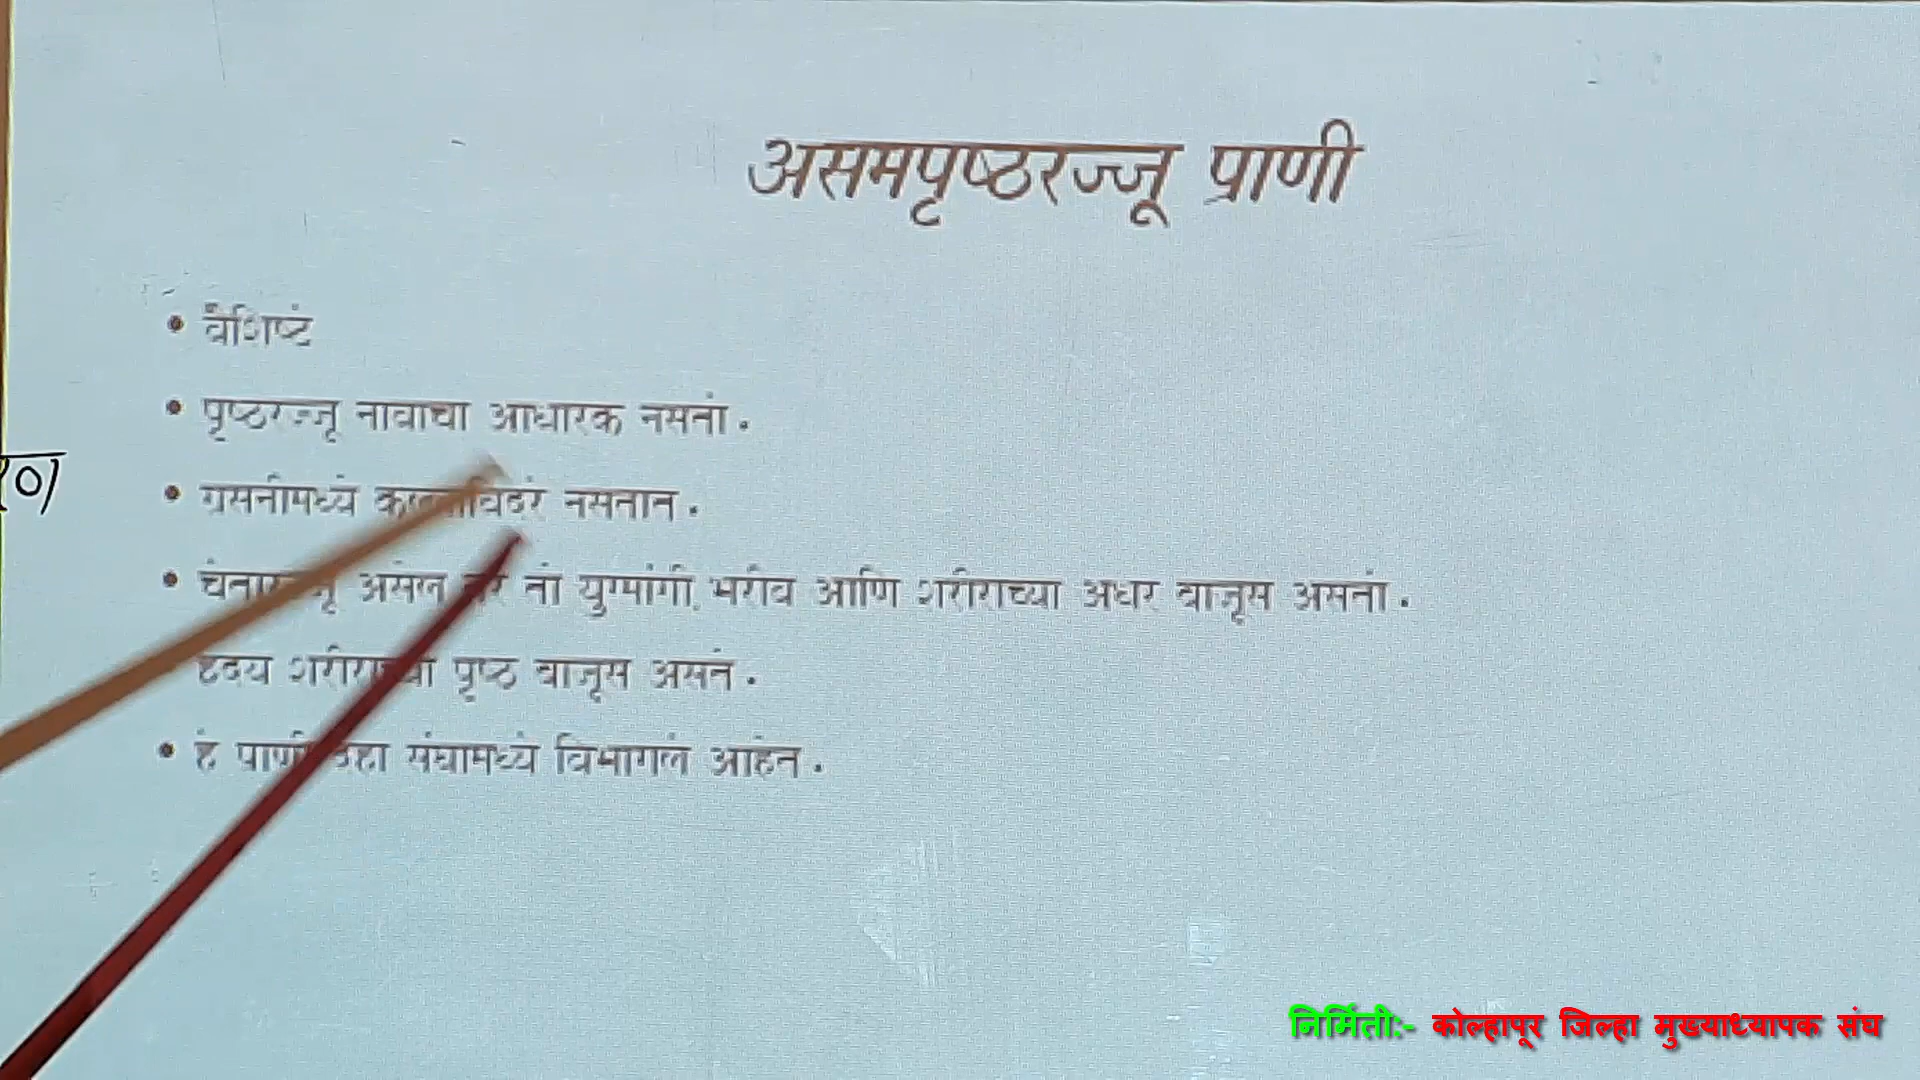 असमपृष्ठरज्जू प्राणी
• वैशिष्टे
• पृष्ठरज्जू नावाचा आधारक नसतो.
• ग्रसनीमध्ये नसतात.
• असेल तर तो युग्मांगी, भरीव आणि शरीराच्या अधर बाजूस असतो.
हृदय शरीराच्या पृष्ठ बाजूस असते.
• हे प्राणी दहा संघामध्ये विभागले आहेत.
निर्मिती:- कोल्हापूर जिल्हा मुख्याध्यापक संघ